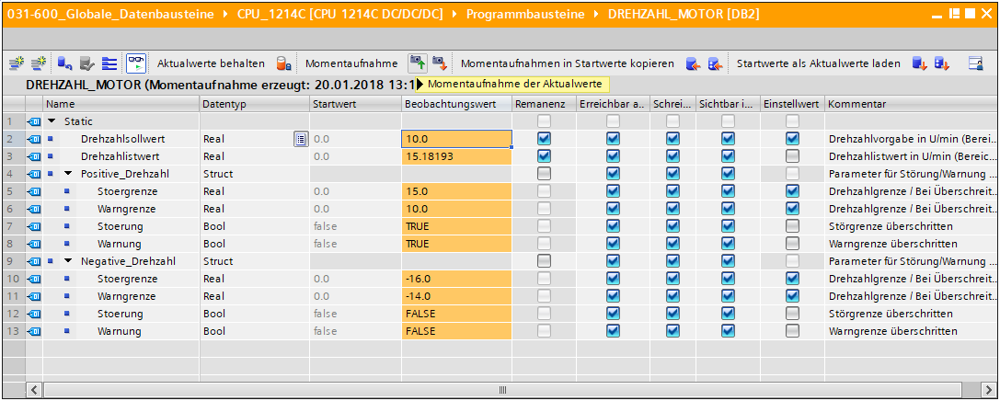 031-600_Globale_Datenbausteine ▸ CPU_1214C [CPU 1214C DC/DC/DC] ▸ Programmbausteine ▸ DREHZAHL_MOTOR [DB2]
Aktualwerte behalten Momentaufnahme Momentaufnahmen in Startwerte kopieren Startwerte als Aktualwerte laden
DREHZAHL_MOTOR (Momentaufnahme erzeugt: 20.01.2018 13:1 Momentaufnahme der Aktualwerte
Name Datentyp Startwert Beobachtungswert Remanenz Erreichbar a.. Schrei... Sichtbar i... Einstellwert Kommentar
1 Static
2 Drehzahlsollwert Real 0.0 10.0 Drehzahlvorgabe in U/min (Berei...
3 Drehzahlistwert Real 0.0 15.18193 Drehzahlistwert in U/min (Bereic...
4 Positive_Drehzahl Struct Parameter für Störung/Warnung ...
5 Stoergrenze Real 0.0 15.0 Drehzahlgrenze / Bei Überschreit...
6 Warngrenze Real 0.0 10.0 Drehzahlgrenze / Bei Überschreit...
7 Stoerung Bool false TRUE Störgrenze überschritten
8 Warnung Bool false TRUE Warngrenze überschritten
9 Negative_Drehzahl Struct Parameter für Störung/Warnung ...
10 Stoergrenze Real 0.0 -16.0 Drehzahlgrenze / Bei Überschreit...
11 Warngrenze Real 0.0 -14.0 Drehzahlgrenze / Bei Überschreit...
12 Stoerung Bool false FALSE Störgrenze überschritten
13 Warnung Bool false FALSE Warngrenze überschritten